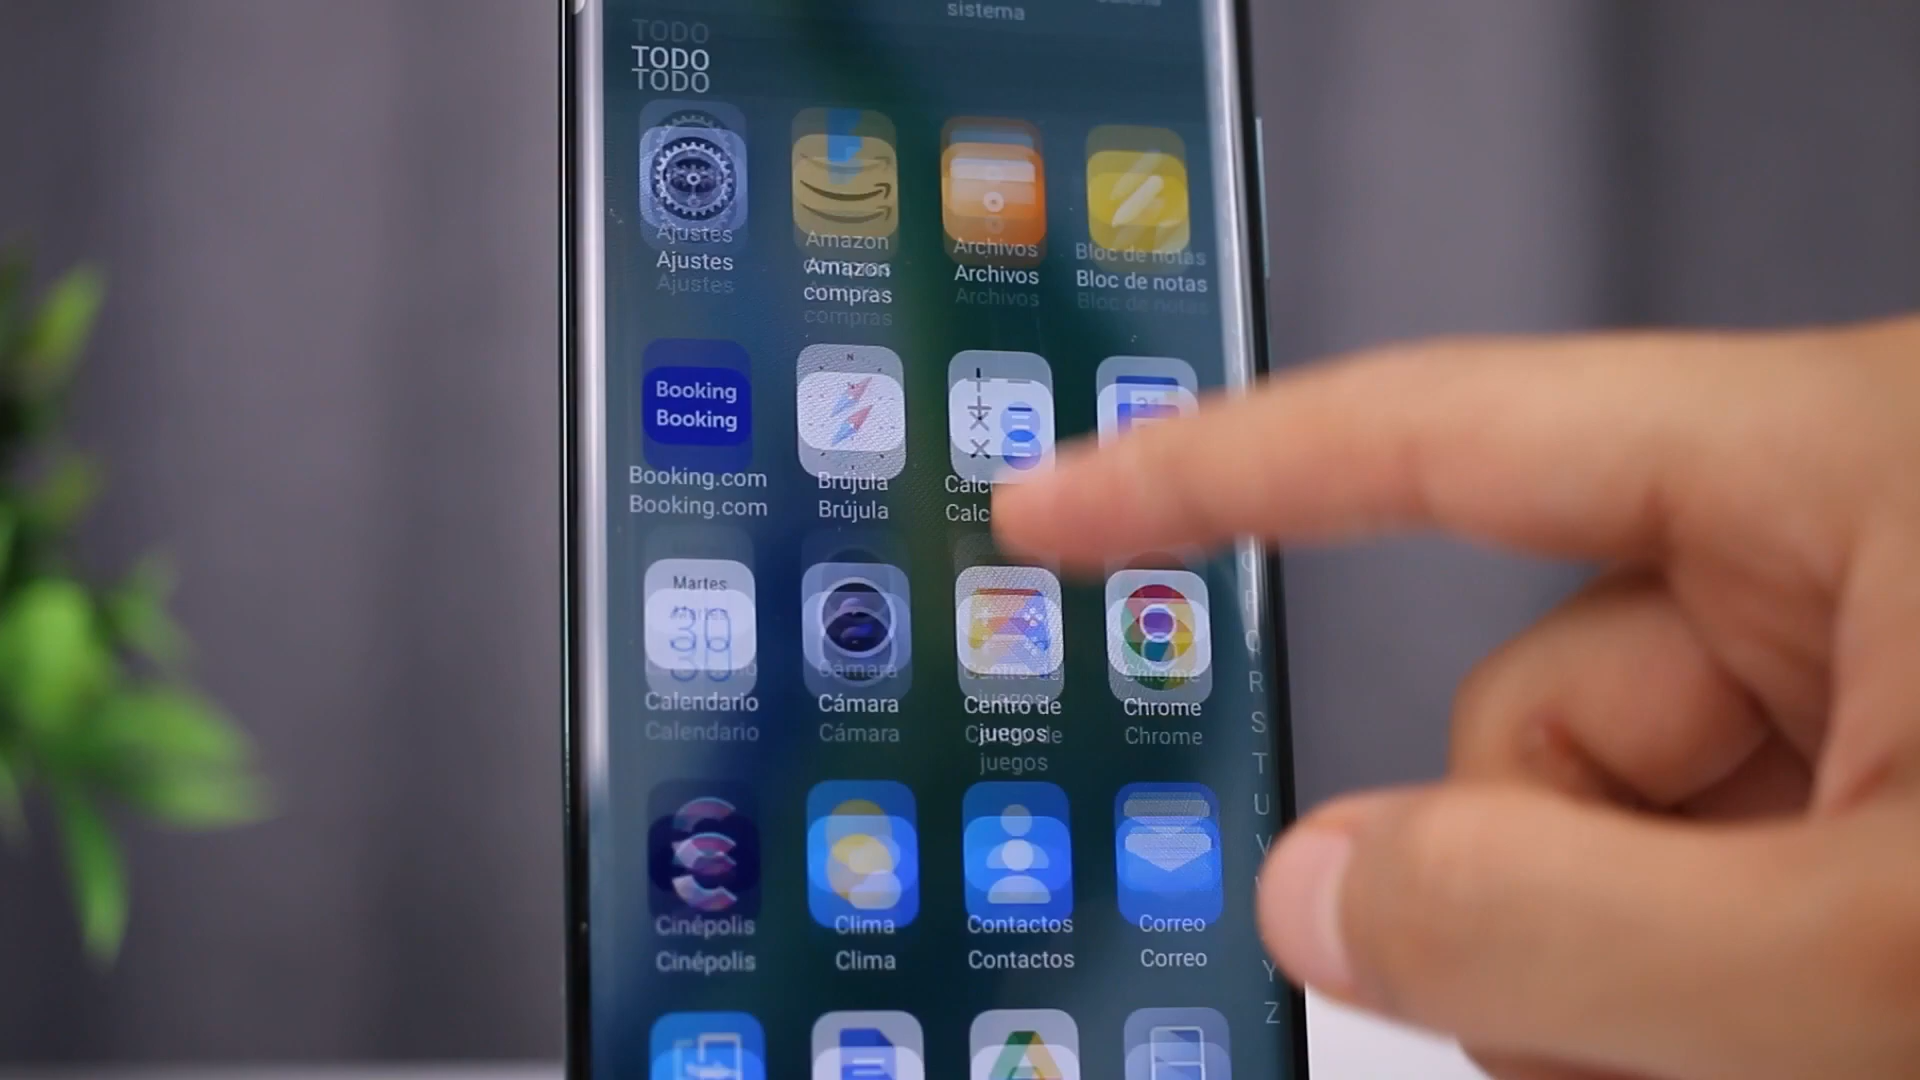 sistema
TODO
Ajustes
Amazon
compras
Archivos
Bloc de notas
Booking
Booking.com
Brújula
Calc
Martes
30
Calendario
Cámara
Centro de
juegos
Chrome
Cinépolis
Clima
Contactos
Correo
R
S
T
U
V
Y
Z